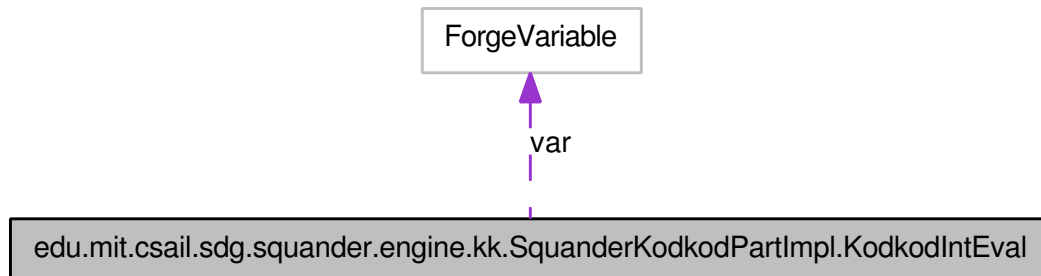 ForgeVariable
var
edu.mit.csail.sdg.squander.engine.kk.SquanderKodkodPartImpl.KodkodIntEval